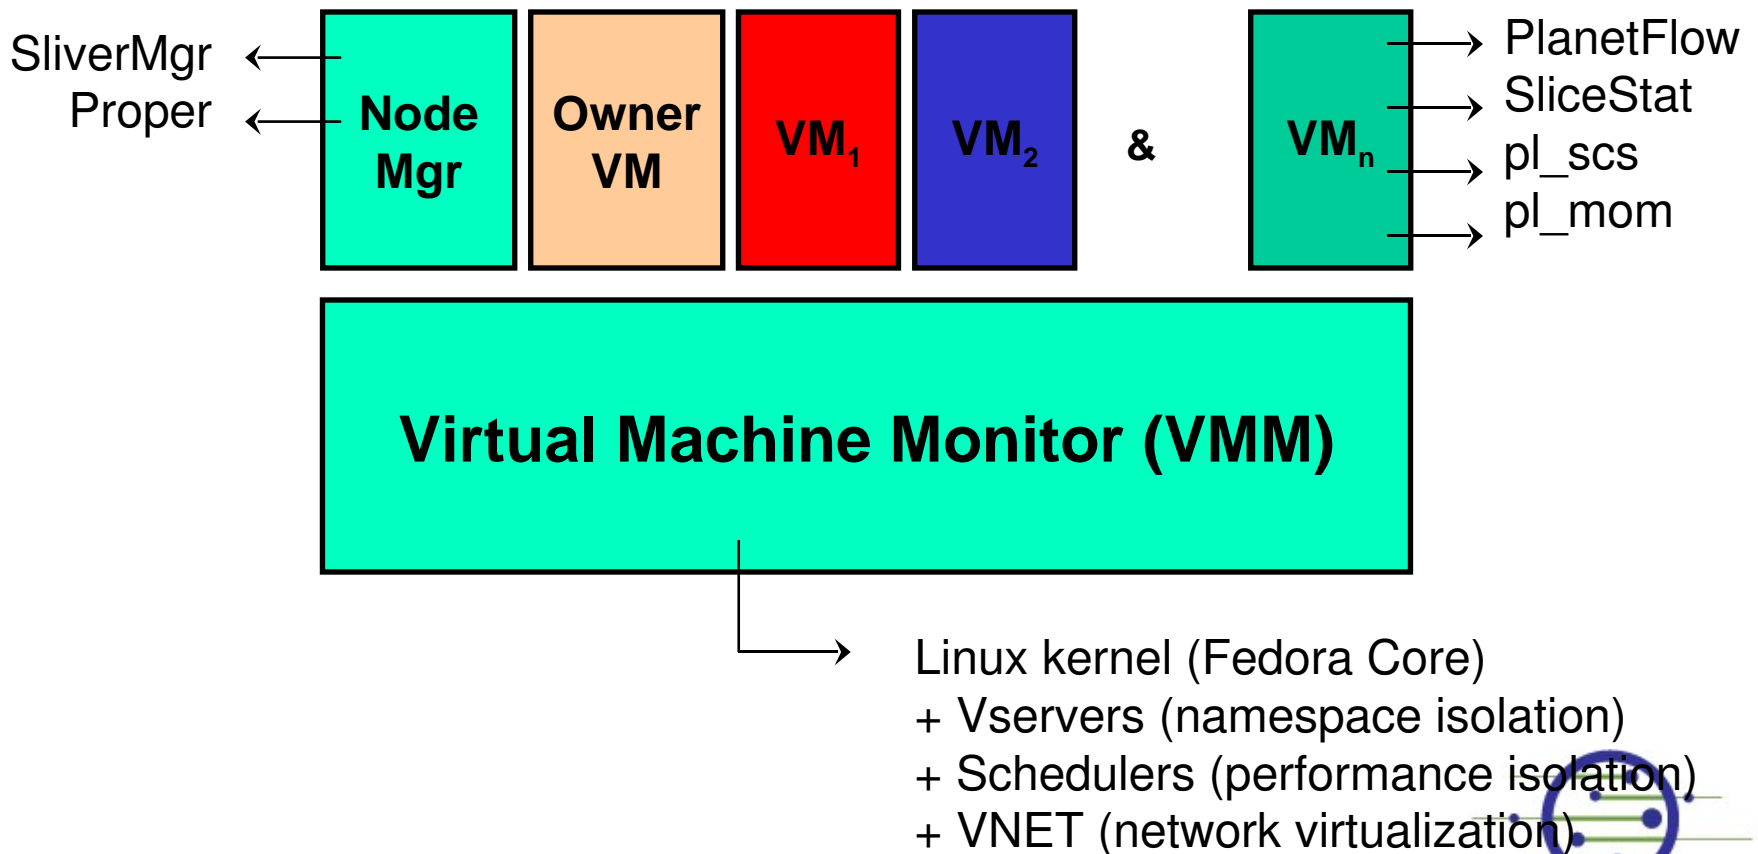 SliverMgr
Proper
Node
Mgr
Owner
VM
VM₁
VM₂
&
VMₙ
PlanetFlow
SliceStat
pl_scs
pl_mom
Virtual Machine Monitor (VMM)
Linux kernel (Fedora Core)
+ Vservers (namespace isolation)
+ Schedulers (performance isolation)
+ VNET (network virtualization)